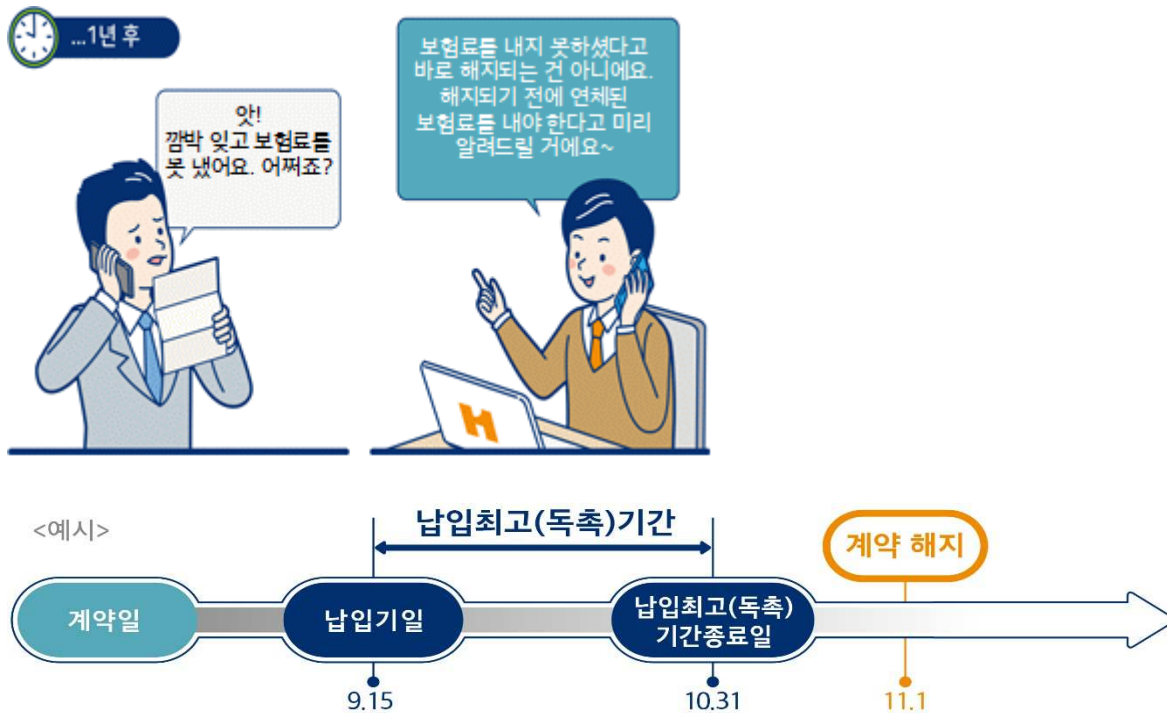 ...1년 후
앗!
깜박 잊고 보험료를
못 냈어요. 어쩌죠?
보험료를 내지 못하셨다고
바로 해지되는 건 아니에요.
해지되기 전에 연체된
보험료를 내야 한다고 미리
알려드릴 거에요~
<예시>
납입최고(독촉)기간
계약 해지
계약일
납입기일
납입최고(독촉)
기간종료일
9.15
10.31
11.1